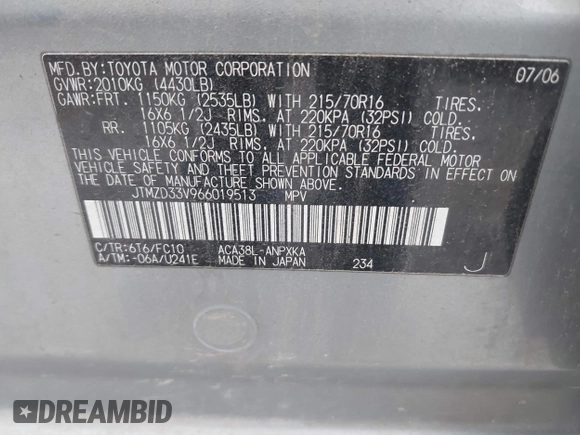 MFD.BY:TOYOTA MOTOR CORPORATION 07/06
GVWR:2010KG (4430LB)
GAWR:FRT. 1150KG (2535LB) WITH 215/70R16 TIRES.
16X6 1/2J RIMS. AT 220KPA (32PSI) COLD.
RR. 1105KG (2435LB) WITH 215/70R16 TIRES.
16X6 1/2J RIMS. AT 220KPA (32PSI) COLD.
THIS VEHICLE CONFORMS TO ALL APPLICABLE FEDERAL MOTOR
VEHICLE SAFETY AND THEFT PREVENTION STANDARDS IN EFFECT
ON THE DATE OF MANUFACTURE SHOWN ABOVE.
JTMZD33V966019513 MPV
C/TR:6T6/FC10 ACA38L-ANPXKA
A/TM:-06A/U241E MADE IN JAPAN 234 J
DREAMBID